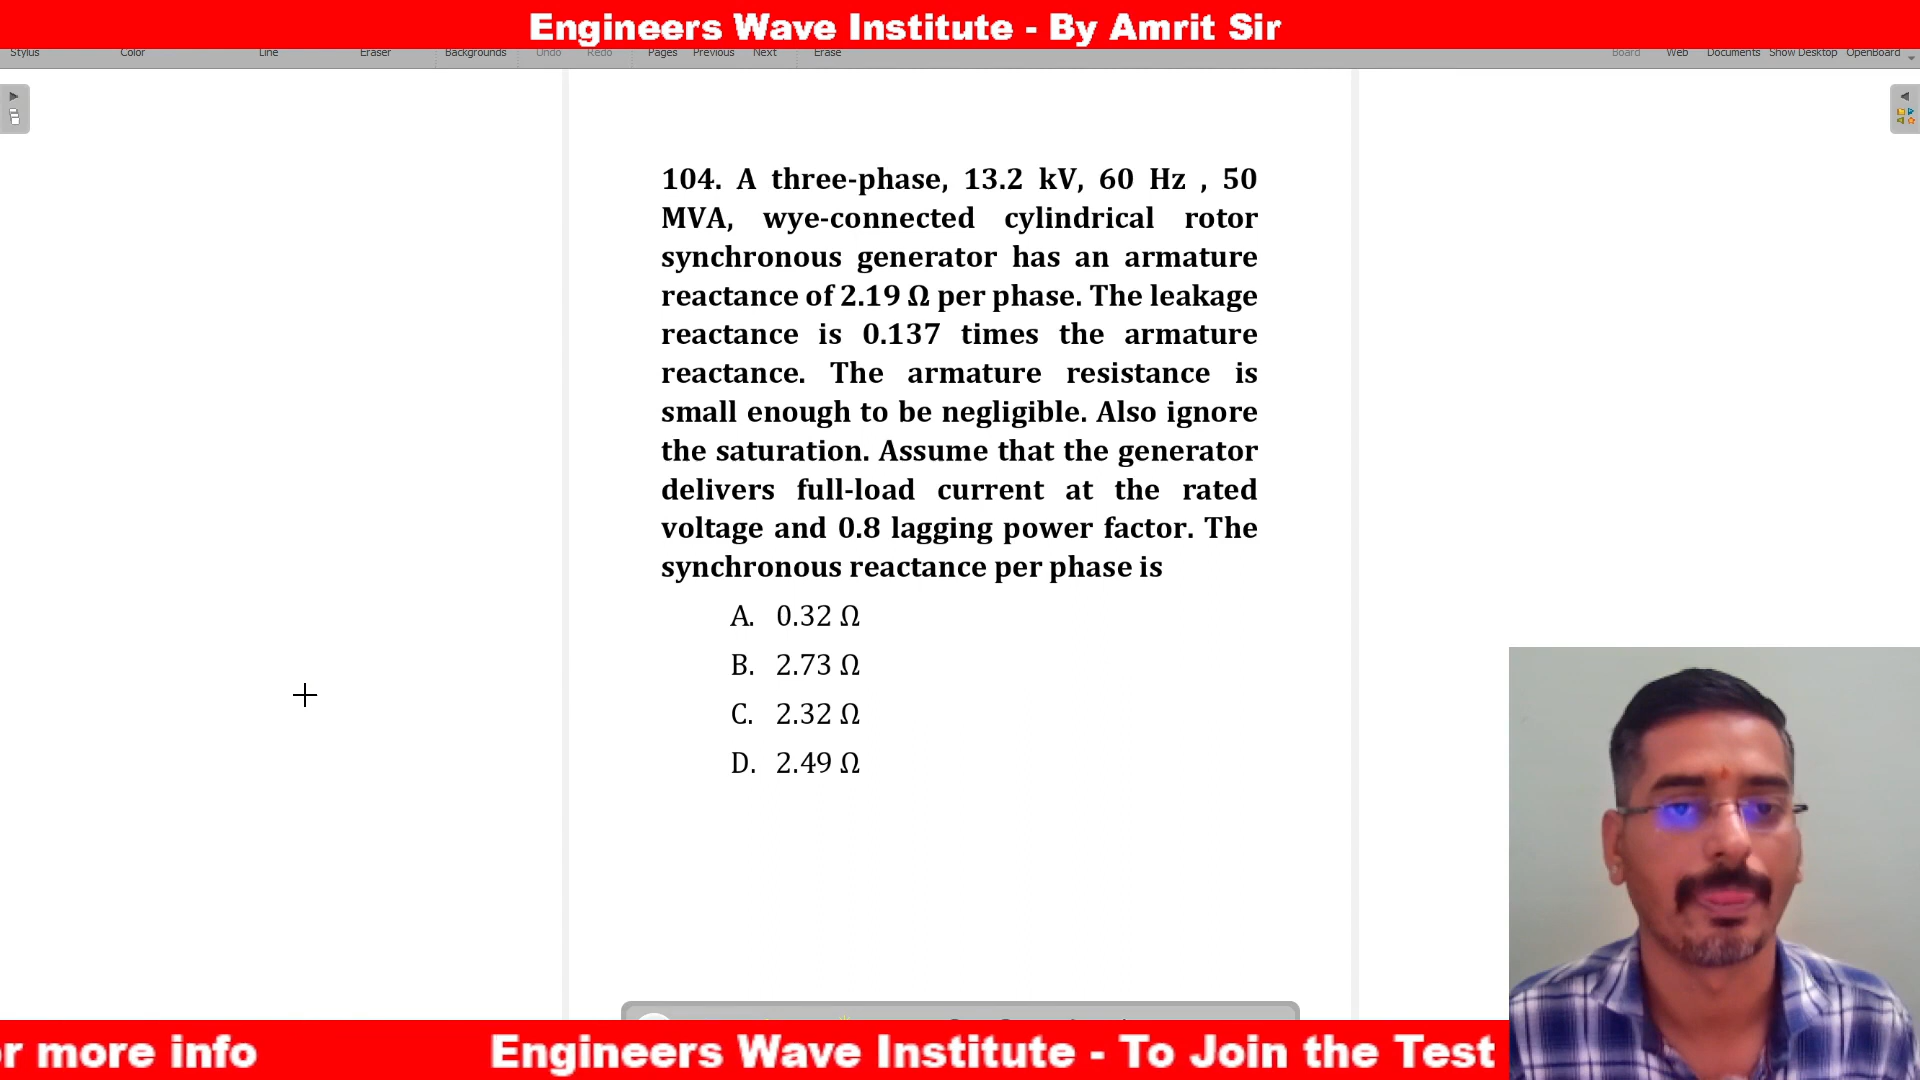 Engineers Wave Institute - By Amrit Sir
Stylus Color Line Eraser Backgrounds Undo Redo Pages Previous Next Erase Board Web Documents Show Desktop OpenBoard
104. A three-phase, 13.2 kV, 60 Hz , 50
MVA, wye-connected cylindrical rotor
synchronous generator has an armature
reactance of 2.19 Ω per phase. The leakage
reactance is 0.137 times the armature
reactance. The armature resistance is
small enough to be negligible. Also ignore
the saturation. Assume that the generator
delivers full-load current at the rated
voltage and 0.8 lagging power factor. The
synchronous reactance per phase is
A. 0.32 Ω
B. 2.73 Ω
C. 2.32 Ω
D. 2.49 Ω
r more info Engineers Wave Institute - To Join the Test